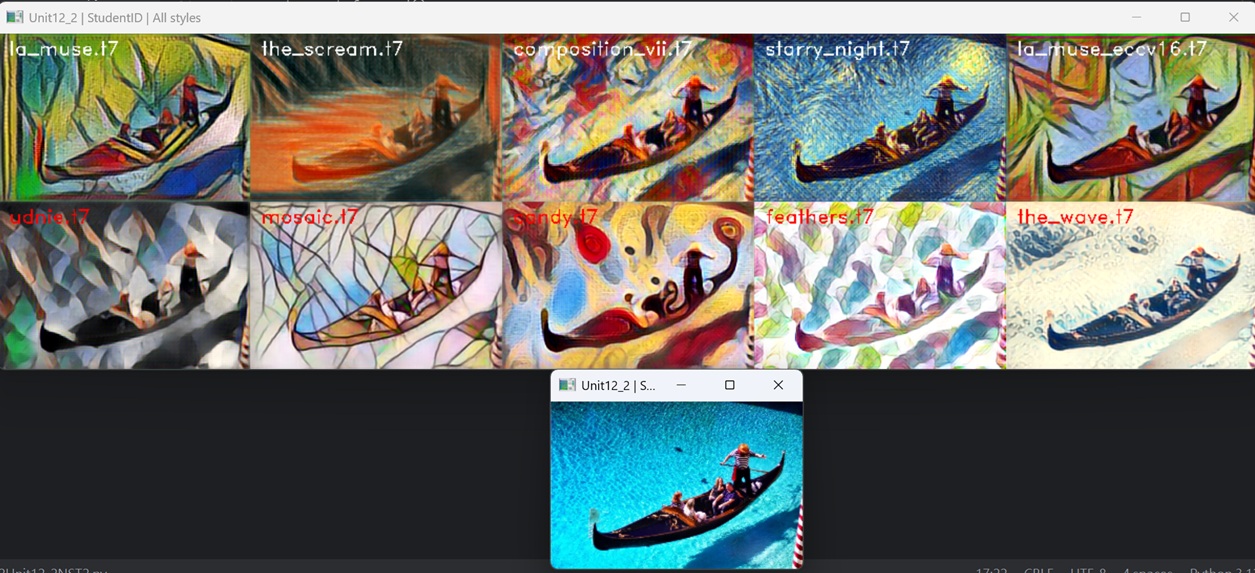 Unit12_2 | StudentID | All styles
la_muse.t7
the_scream.t7
composition_vii.t7
starry_night.t7
la_muse_eccv16.t7
udnie.t7
mosaic.t7
candy.t7
feathers.t7
the_wave.t7
Unit12_2 | S...